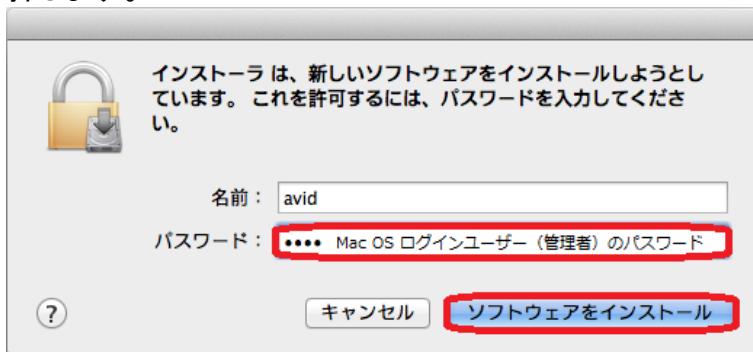 インストーラ は、新しいソフトウェアをインストールしようとし
ています。 これを許可するには、パスワードを入力してくださ
い。
名前： avid
パスワード： •••• Mac OS ログインユーザー（管理者）のパスワード
? キャンセル ソフトウェアをインストール